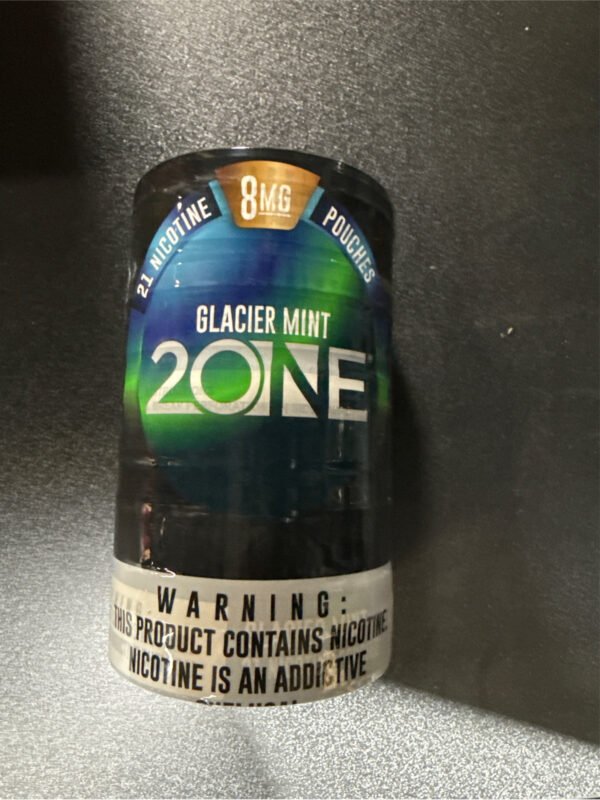 8MG
21 NICOTINE POUCHES
GLACIER MINT
2ONE
WARNING:
THIS PRODUCT CONTAINS NICOTINE.
NICOTINE IS AN ADDICTIVE